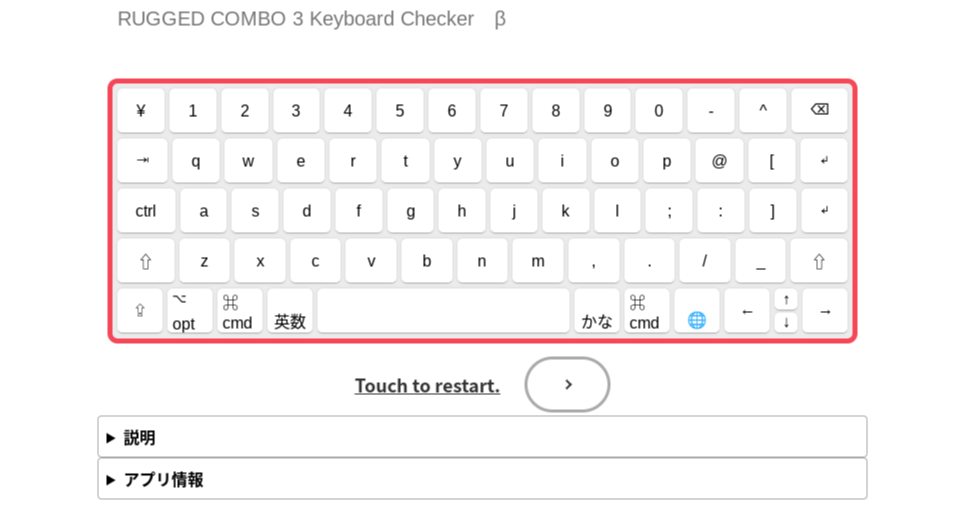 RUGGED COMBO 3 Keyboard Checker β
¥ 1 2 3 4 5 6 7 8 9 0 - ^ ⌫
⇥ q w e r t y u i o p @ [ ↲
ctrl a s d f g h j k l ; : ] ↲
⇧ z x c v b n m , . / _ ⇧
⇪ ⌥ opt ⌘ cmd 英数 かな ⌘ cmd 🌐 ← ↑ ↓ →
Touch to restart. >
▶ 説明
▶ アプリ情報